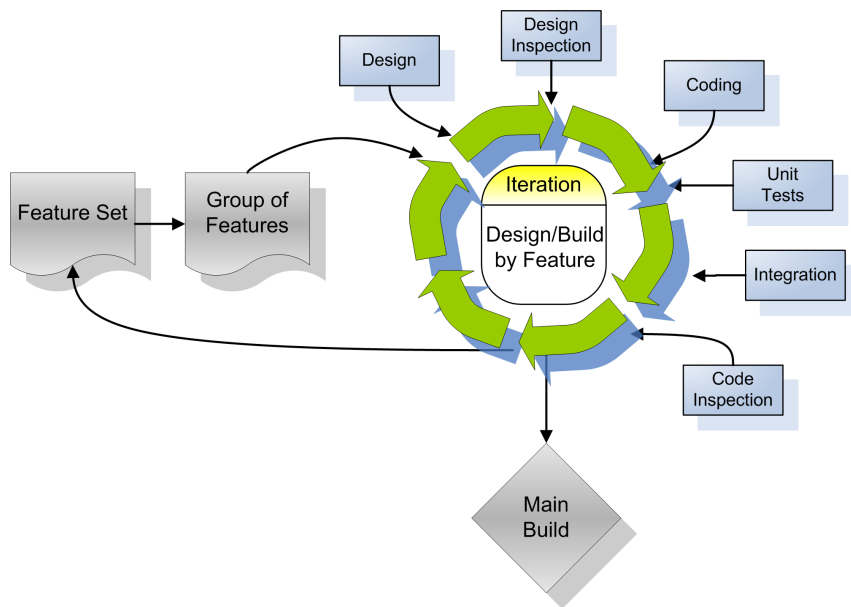 Design
Inspection
Design
Coding
Unit
Tests
Iteration
Feature Set
Group of
Features
Design/Build
by Feature
Integration
Code
Inspection
Main
Build